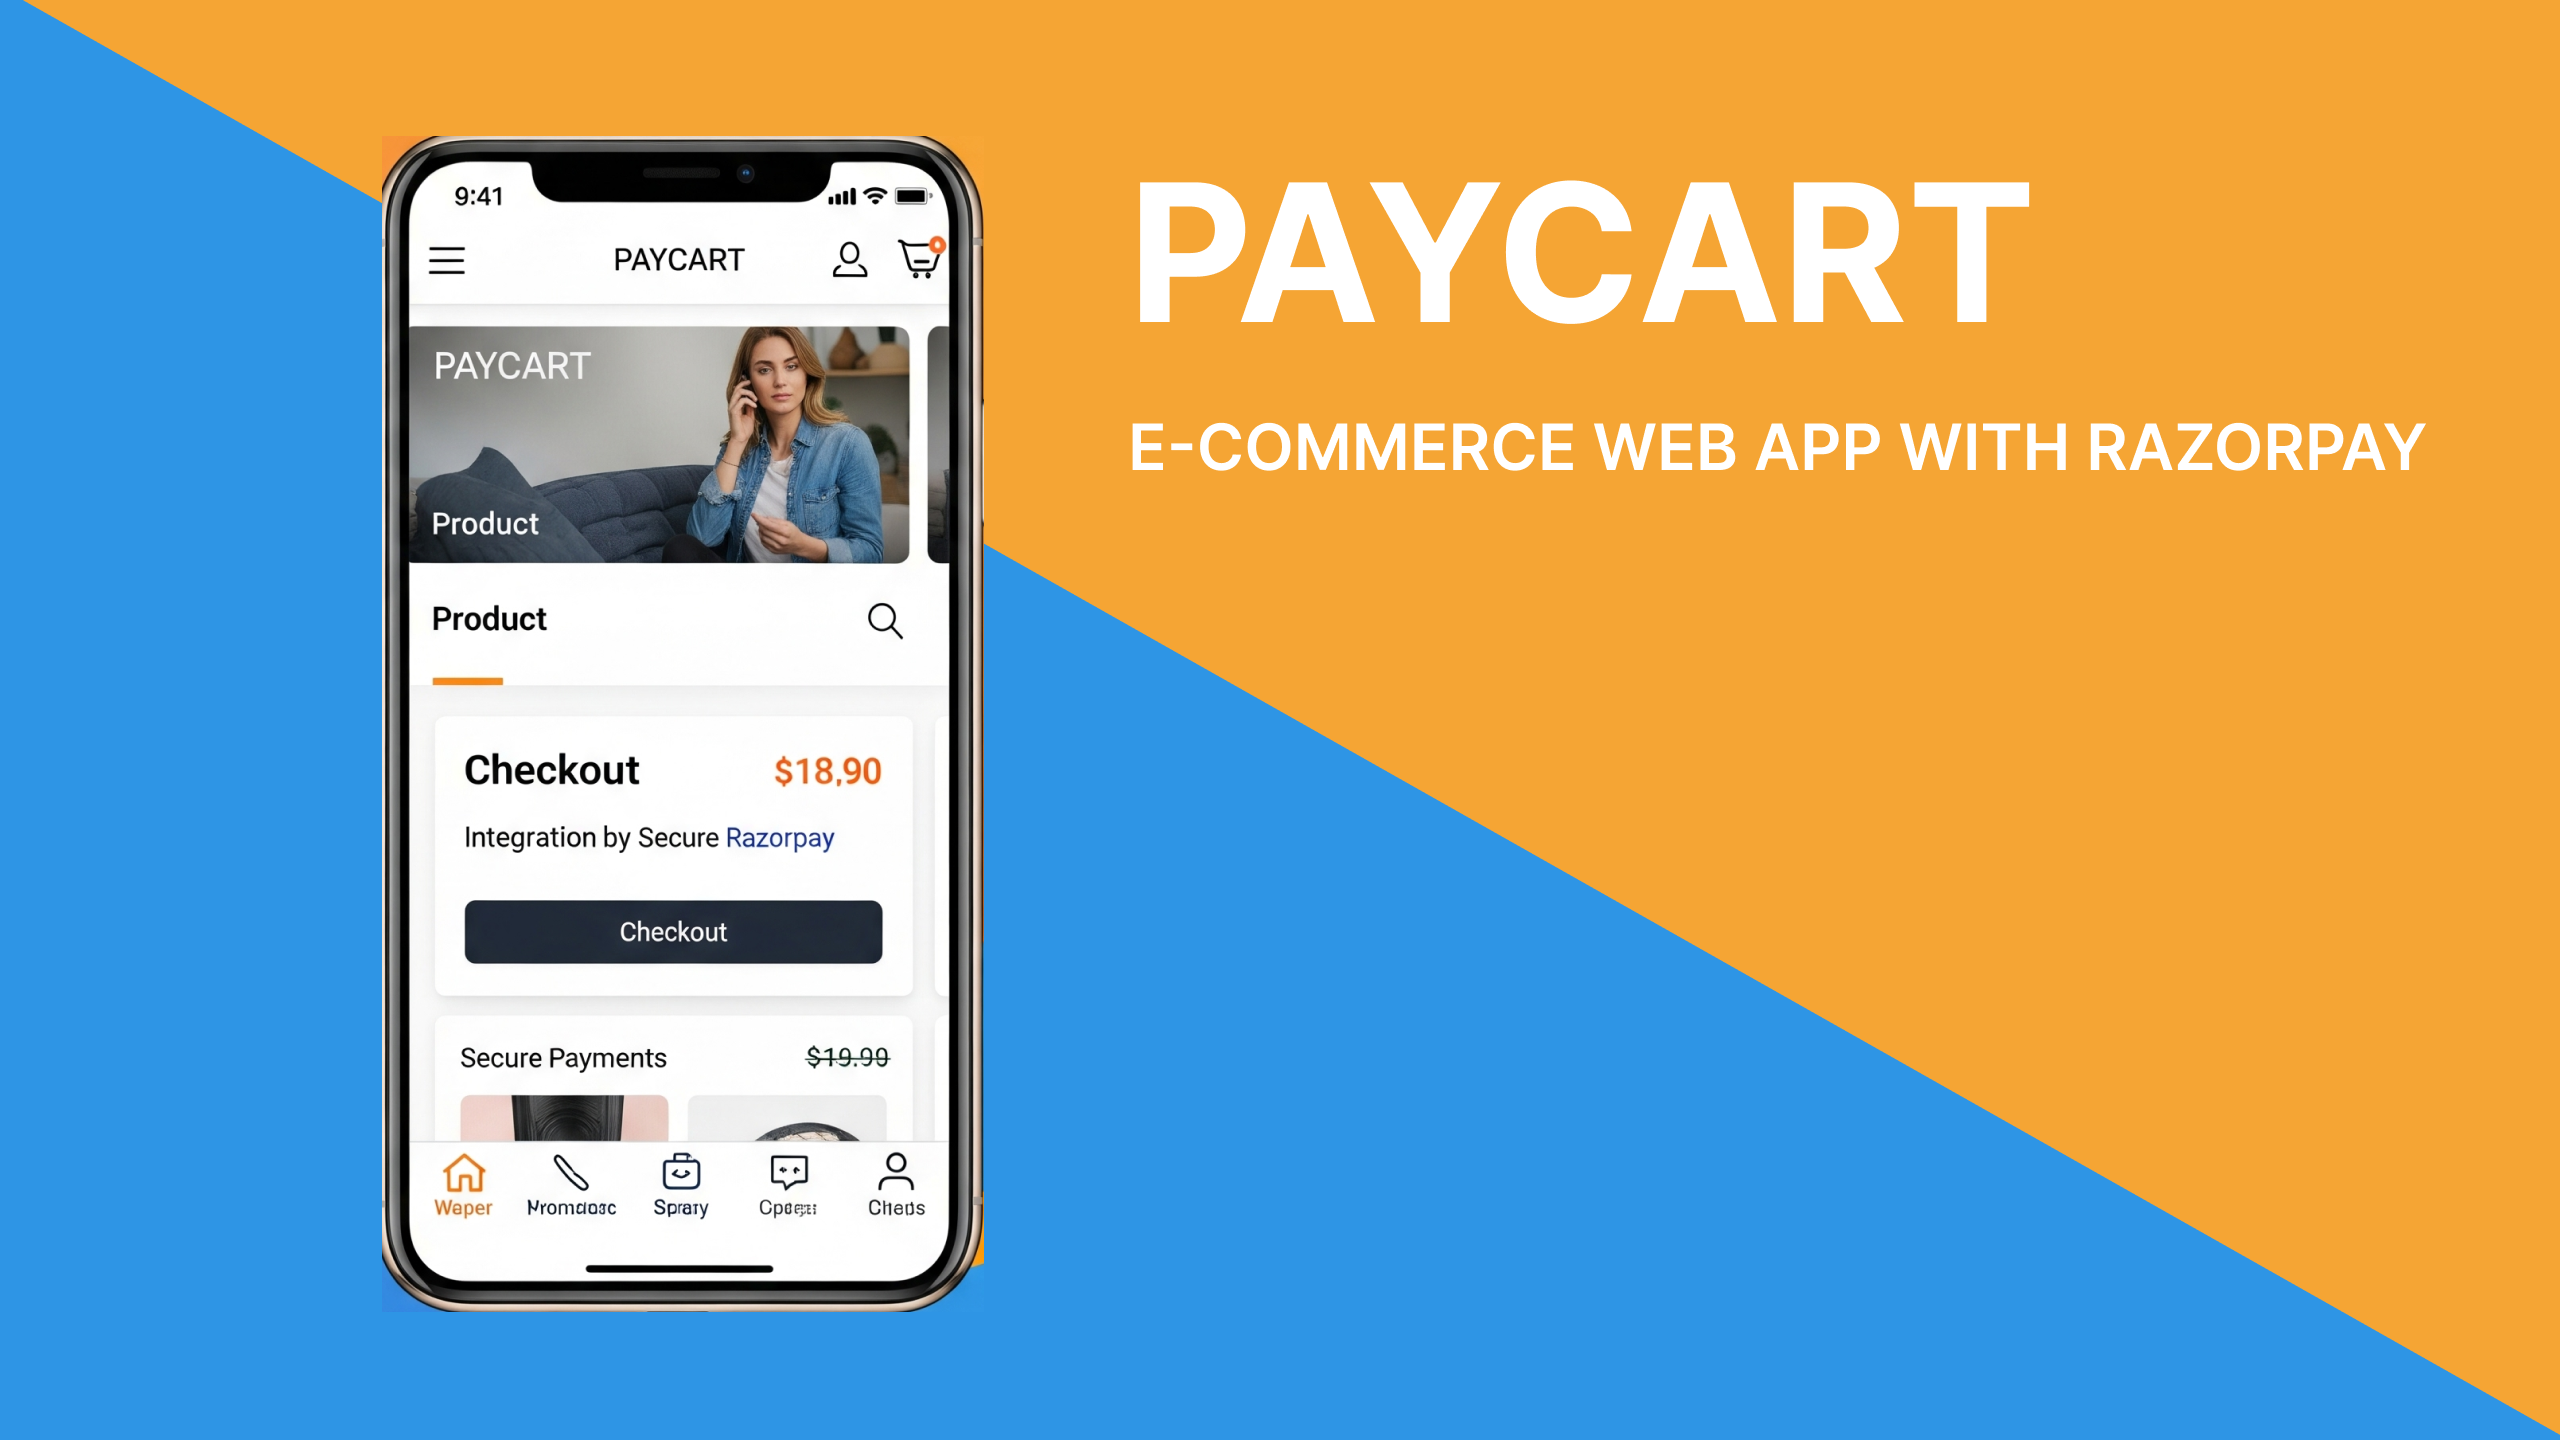 9:41
PAYCART
PAYCART
Product
Product
Checkout
$18,90
Integration by Secure Razorpay
Checkout
Secure Payments
$19.99
Weper
PAYCART
E-COMMERCE WEB APP WITH RAZORPAY